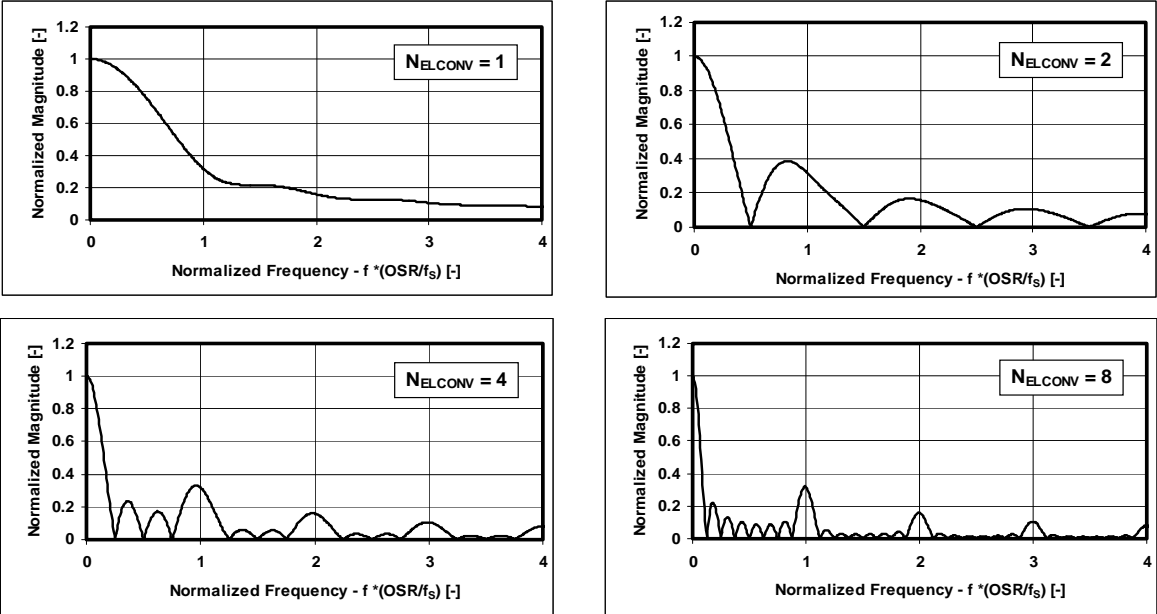 1.2
1
0.8
0.6
0.4
0.2
0
Normalized Magnitude [-]
N_ELCONV = 1
0 1 2 3 4
Normalized Frequency - f *(OSR/f_S) [-]
1.2
1
0.8
0.6
0.4
0.2
0
Normalized Magnitude [-]
N_ELCONV = 2
0 1 2 3 4
Normalized Frequency - f *(OSR/f_S) [-]
1.2
1
0.8
0.6
0.4
0.2
0
Normalized Magnitude [-]
N_ELCONV = 4
0 1 2 3 4
Normalized Frequency - f *(OSR/f_S) [-]
1.2
1
0.8
0.6
0.4
0.2
0
Normalized Magnitude [-]
N_ELCONV = 8
0 1 2 3 4
Normalized Frequency - f *(OSR/f_S) [-]